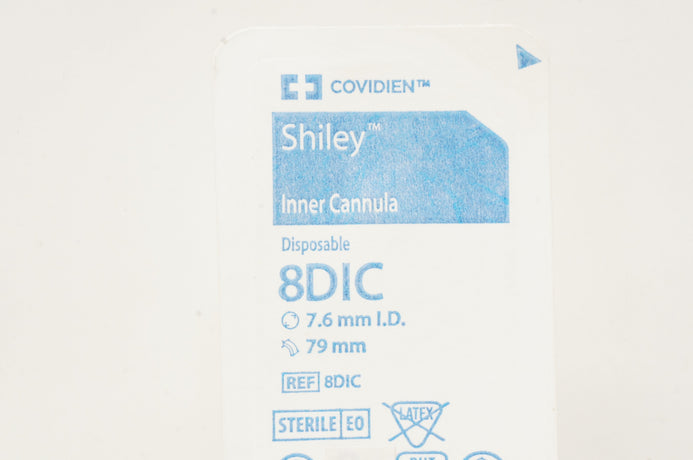 COVIDIEN™
Shiley™
Inner Cannula
Disposable
8DIC
7.6 mm I.D.
79 mm
REF 8DIC
STERILE EO
LATEX